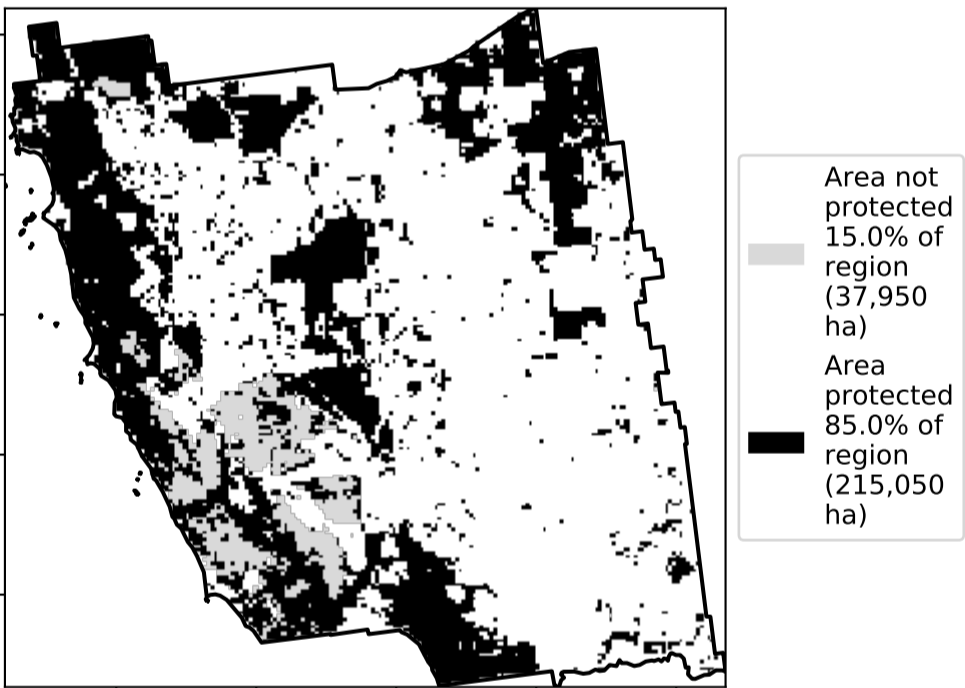 Area not
protected
15.0% of
region
(37,950
ha)
Area
protected
85.0% of
region
(215,050
ha)